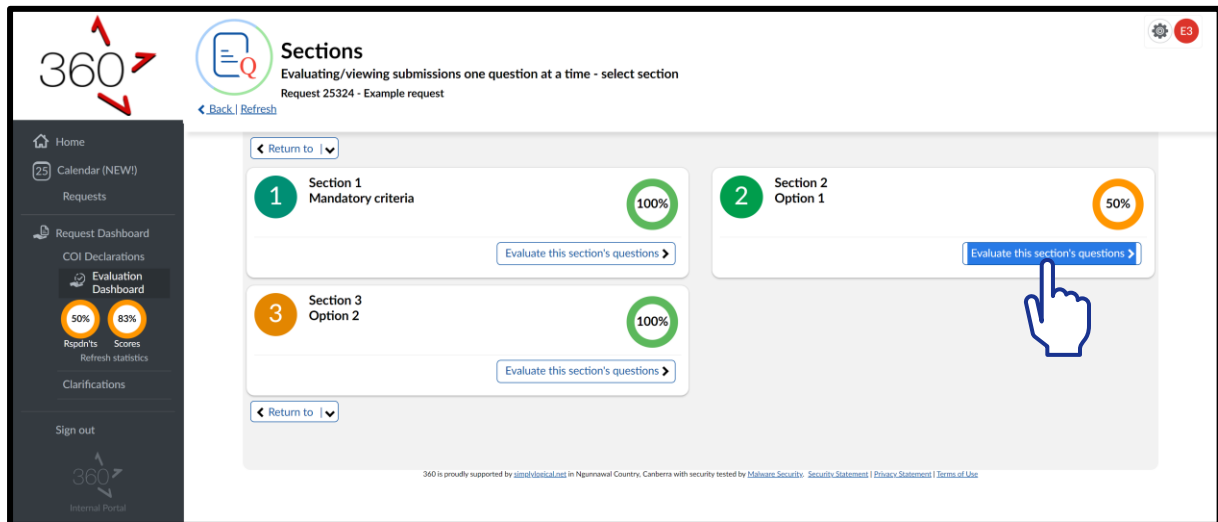 360
Sections
Evaluating/viewing submissions one question at a time - select section
Request 25324 - Example request
Back | Refresh
E3
Home
25 Calendar (NEW!)
Requests
Request Dashboard
COI Declarations
Evaluation
Dashboard
50% 83%
Rspdn'ts Scores
Refresh statistics
Clarifications
Sign out
360
Internal Portal
Return to |
1 Section 1
Mandatory criteria
100%
Evaluate this section's questions
2 Section 2
Option 1
50%
Evaluate this section's questions
3 Section 3
Option 2
100%
Evaluate this section's questions
Return to |
360 is proudly supported by simplylogical.net in Ngunnawal Country, Canberra with security tested by Malware Security. Security Statement | Privacy Statement | Terms of Use